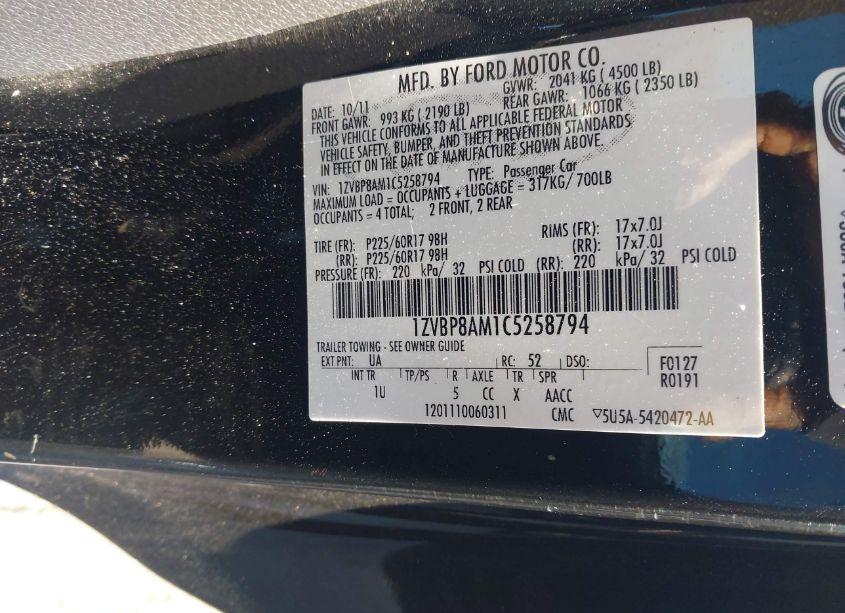 MFD. BY FORD MOTOR CO.
DATE: 10/11 GVWR: 2041 KG ( 4500 LB)
FRONT GAWR: 993 KG ( 2190 LB) REAR GAWR: 1066 KG ( 2350 LB)
THIS VEHICLE CONFORMS TO ALL APPLICABLE FEDERAL MOTOR
VEHICLE SAFETY, BUMPER, AND THEFT PREVENTION STANDARDS
IN EFFECT ON THE DATE OF MANUFACTURE SHOWN ABOVE.
VIN: 1ZVBP8AM1C5258794 TYPE: Passenger Car
MAXIMUM LOAD = OCCUPANTS + LUGGAGE = 317KG/ 700LB
OCCUPANTS = 4 TOTAL; 2 FRONT, 2 REAR
TIRE (FR): P225/60R17 98H RIMS (FR): 17x7.0J
(RR): P225/60R17 98H (RR): 17x7.0J
PRESSURE (FR): 220 kPa/ 32 PSI COLD (RR): 220 kPa/ 32 PSI COLD
1ZVBP8AM1C5258794
TRAILER TOWING - SEE OWNER GUIDE
EXT PNT: UA RC: 52 DSO: F0127
INT TR TP/PS R AXLE TR SPR R0191
1U 5 CC X AACC
1201110060311 CMC ▽5U5A-5420472-AA